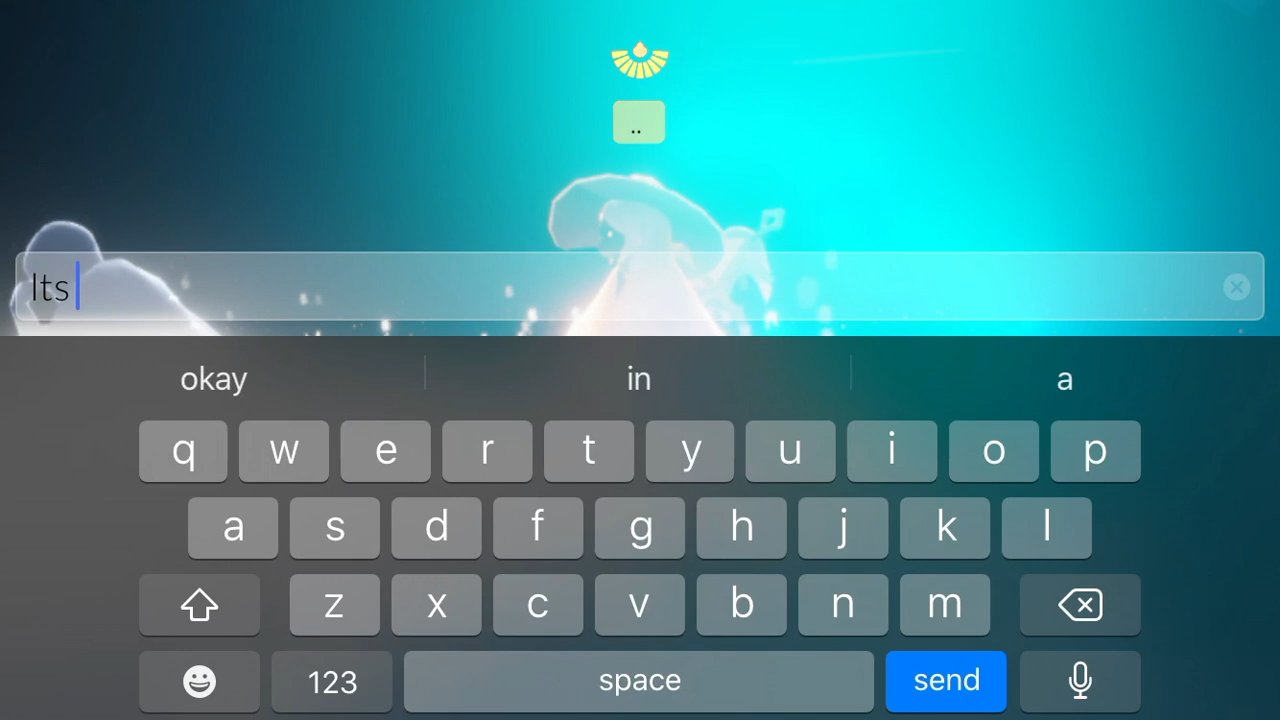 ..
Its
okay in a
q w e r t y u i o p
a s d f g h j k l
z x c v b n m
123 space send